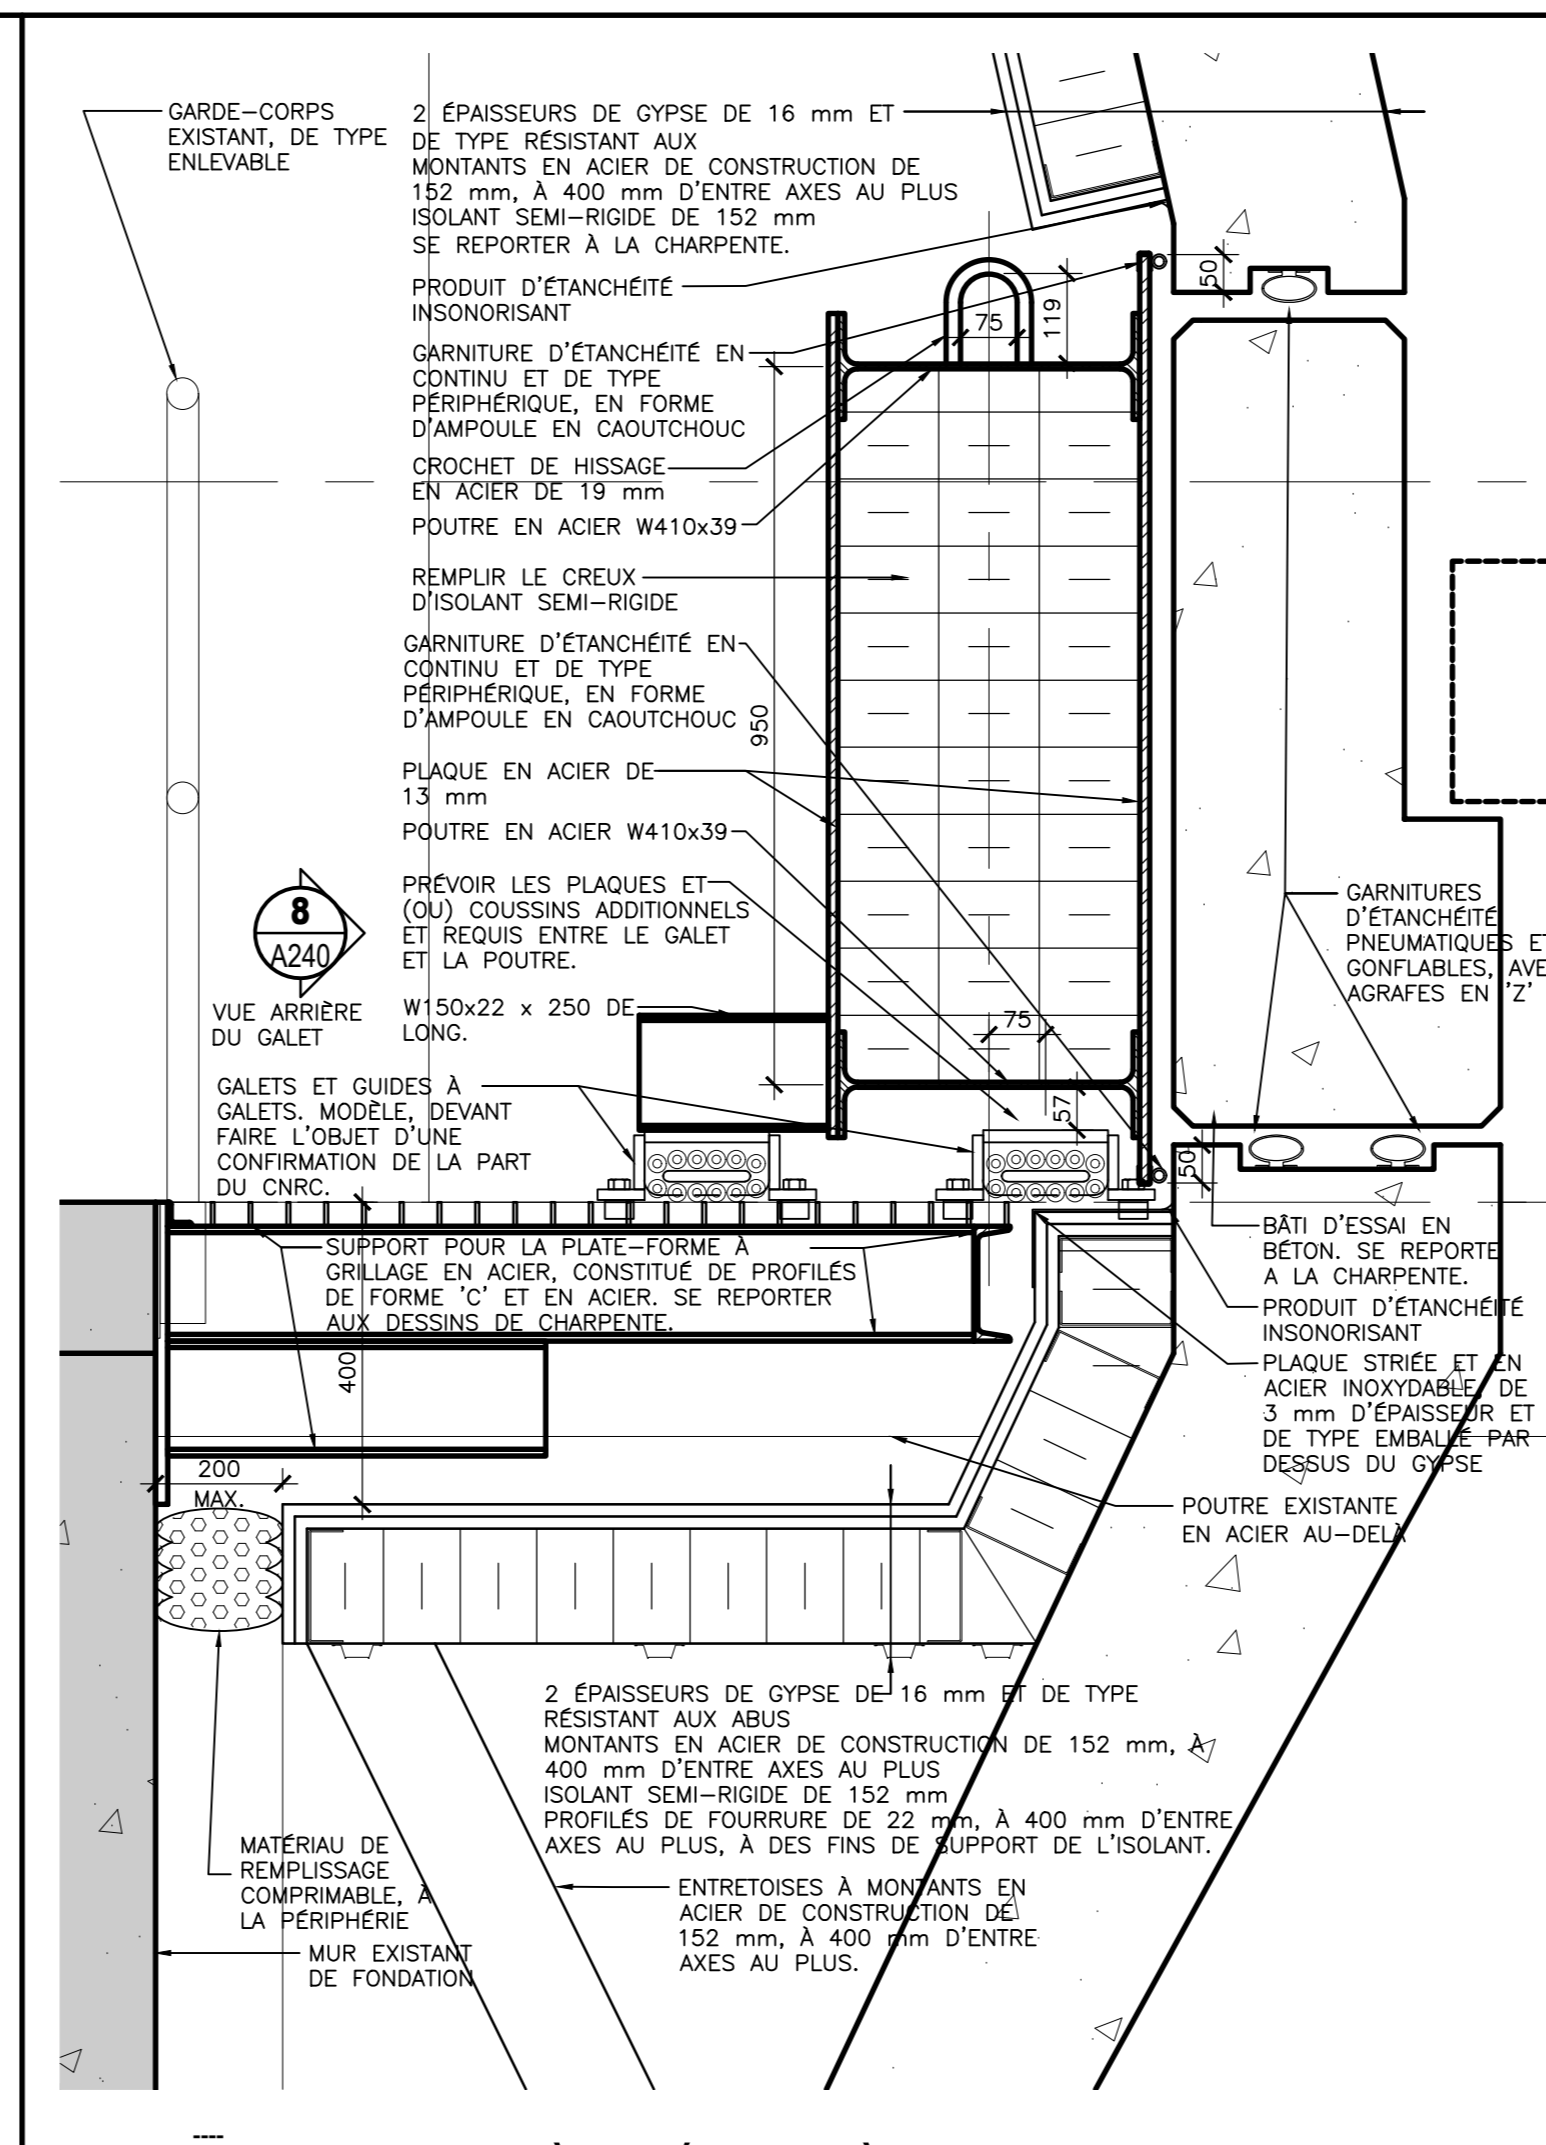 GARDE-CORPS
EXISTANT, DE TYPE
ENLEVABLE
2 ÉPAISSEURS DE GYPSE DE 16 mm ET
DE TYPE RÉSISTANT AUX
MONTANTS EN ACIER DE CONSTRUCTION DE
152 mm, À 400 mm D'ENTRE AXES AU PLUS
ISOLANT SEMI-RIGIDE DE 152 mm
SE REPORTER À LA CHARPENTE.
PRODUIT D'ÉTANCHÉITÉ
INSONORISANT
GARNITURE D'ÉTANCHÉITÉ EN
CONTINU ET DE TYPE
PÉRIPHÉRIQUE, EN FORME
D'AMPOULE EN CAOUTCHOUC
CROCHET DE HISSAGE
EN ACIER DE 19 mm
POUTRE EN ACIER W410x39
REMPLIR LE CREUX
D'ISOLANT SEMI-RIGIDE
GARNITURE D'ÉTANCHÉITÉ EN
CONTINU ET DE TYPE
PÉRIPHÉRIQUE, EN FORME
D'AMPOULE EN CAOUTCHOUC
PLAQUE EN ACIER DE
13 mm
POUTRE EN ACIER W410x39
PRÉVOIR LES PLAQUES ET
(OU) COUSSINS ADDITIONNELS
ET REQUIS ENTRE LE GALET
ET LA POUTRE.
W150x22 x 250 DE
LONG.
75
119
50
950
75
57
50
8
A240
VUE ARRIÈRE
DU GALET
GALETS ET GUIDES À
GALETS. MODÈLE, DEVANT
FAIRE L'OBJET D'UNE
CONFIRMATION DE LA PART
DU CNRC.
GARNITURES
D'ÉTANCHÉITÉ
PNEUMATIQUES ET
GONFLABLES, AVE
AGRAFES EN 'Z'
SUPPORT POUR LA PLATE-FORME À
GRILLAGE EN ACIER, CONSTITUÉ DE PROFILÉS
DE FORME 'C' ET EN ACIER. SE REPORTER
AUX DESSINS DE CHARPENTE.
400
200
MAX.
BÂTI D'ESSAI EN
BÉTON. SE REPORTE
A LA CHARPENTE.
PRODUIT D'ÉTANCHÉITÉ
INSONORISANT
PLAQUE STRIÉE ET EN
ACIER INOXYDABLE, DE
3 mm D'ÉPAISSEUR ET
DE TYPE EMBALLÉ PAR
DESSUS DU GYPSE
POUTRE EXISTANTE
EN ACIER AU-DELÀ
2 ÉPAISSEURS DE GYPSE DE 16 mm ET DE TYPE
RÉSISTANT AUX ABUS
MONTANTS EN ACIER DE CONSTRUCTION DE 152 mm, À
400 mm D'ENTRE AXES AU PLUS
ISOLANT SEMI-RIGIDE DE 152 mm
PROFILÉS DE FOURRURE DE 22 mm, À 400 mm D'ENTRE
AXES AU PLUS, À DES FINS DE SUPPORT DE L'ISOLANT.
MATÉRIAU DE
REMPLISSAGE
COMPRIMABLE, À
LA PÉRIPHÉRIE
MUR EXISTANT
DE FONDATION
ENTRETOISES À MONTANTS EN
ACIER DE CONSTRUCTION DE
152 mm, À 400 mm D'ENTRE
AXES AU PLUS.